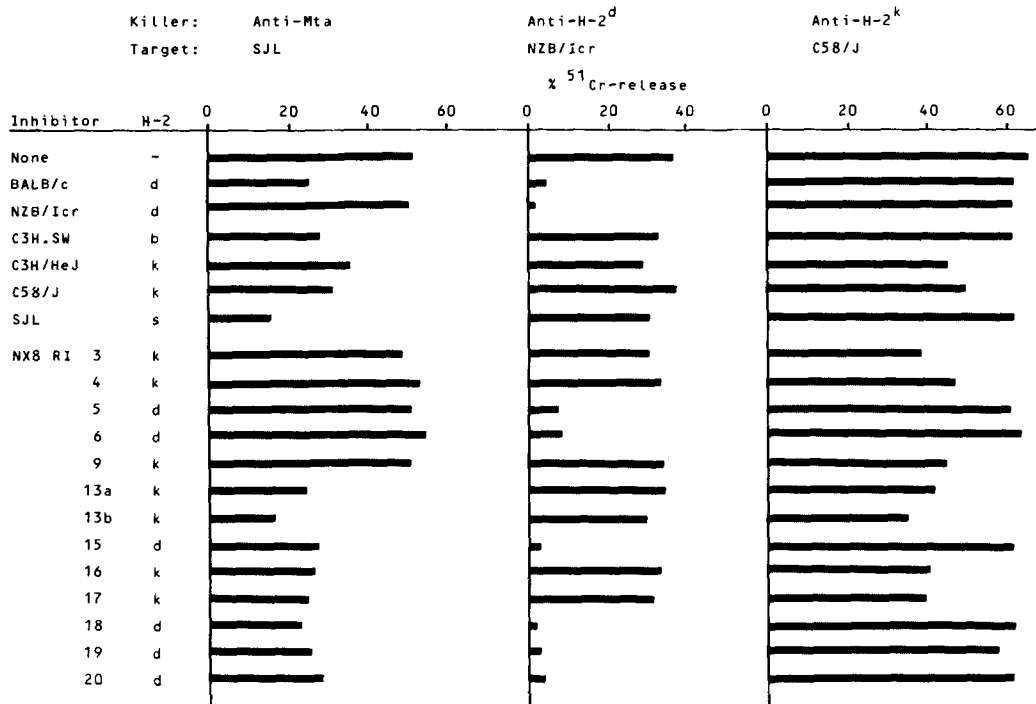 Killer: Anti-Mta Anti-H-2d Anti-H-2k
Target: SJL NZB/Icr C58/J
% 51Cr-release
Inhibitor H-2 0 20 40 60 0 20 40 0 20 40 60
None -
BALB/c d
NZB/Icr d
C3H.SW b
C3H/HeJ k
C58/J k
SJL s
NX8 RI 3 k
4 k
5 d
6 d
9 k
13a k
13b k
15 d
16 k
17 k
18 d
19 d
20 d